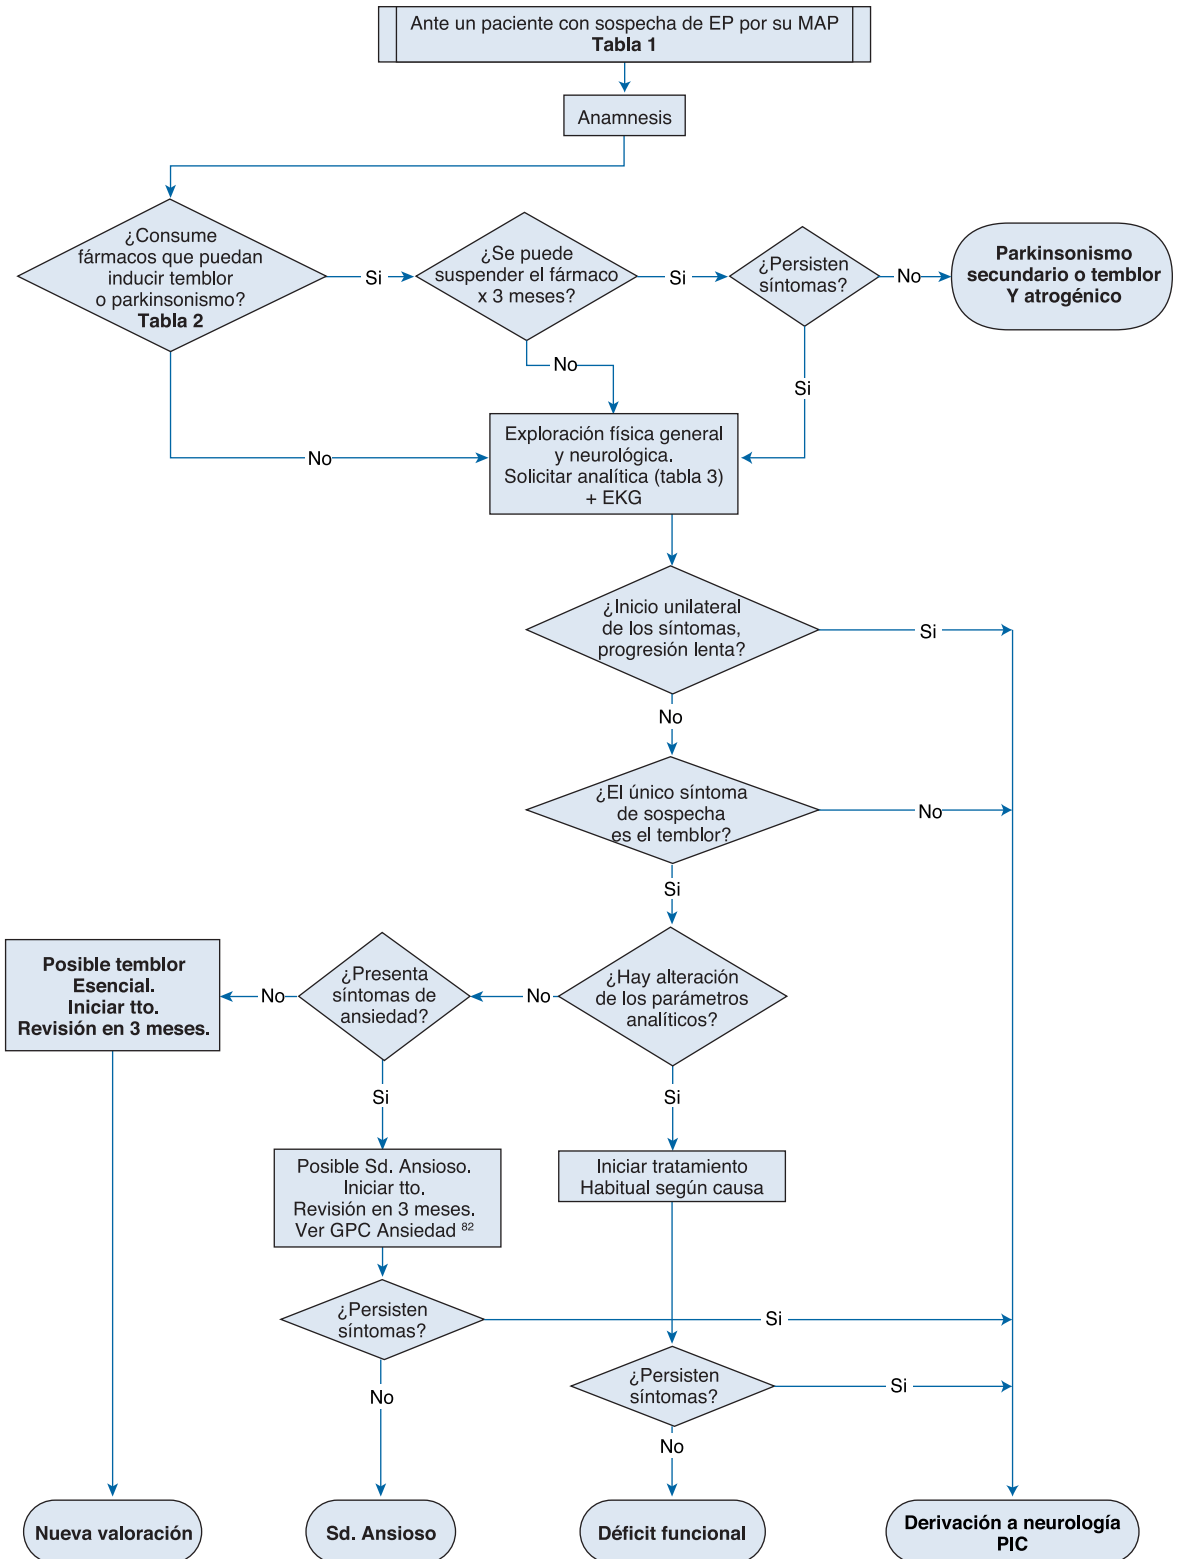 Ante un paciente con sospecha de EP por su MAP
Tabla 1
Anamnesis
¿Consume
fármacos que puedan
inducir temblor
o parkinsonismo?
Tabla 2
Si
¿Se puede
suspender el fármaco
x 3 meses?
Si
¿Persisten
síntomas?
No
Parkinsonismo
secundario o temblor
Y atrogénico
No
Si
No
Exploración física general
y neurológica.
Solicitar analítica (tabla 3)
+ EKG
¿Inicio unilateral
de los síntomas,
progresión lenta?
Si
No
¿El único síntoma
de sospecha
es el temblor?
No
Si
Posible temblor
Esencial.
Iniciar tto.
Revisión en 3 meses.
No
¿Presenta
síntomas de
ansiedad?
No
¿Hay alteración
de los parámetros
analíticos?
Si
Si
Posible Sd. Ansioso.
Iniciar tto.
Revisión en 3 meses.
Ver GPC Ansiedad 82
Iniciar tratamiento
Habitual según causa
¿Persisten
síntomas?
Si
¿Persisten
síntomas?
Si
No
No
Nueva valoración
Sd. Ansioso
Déficit funcional
Derivación a neurología
PIC